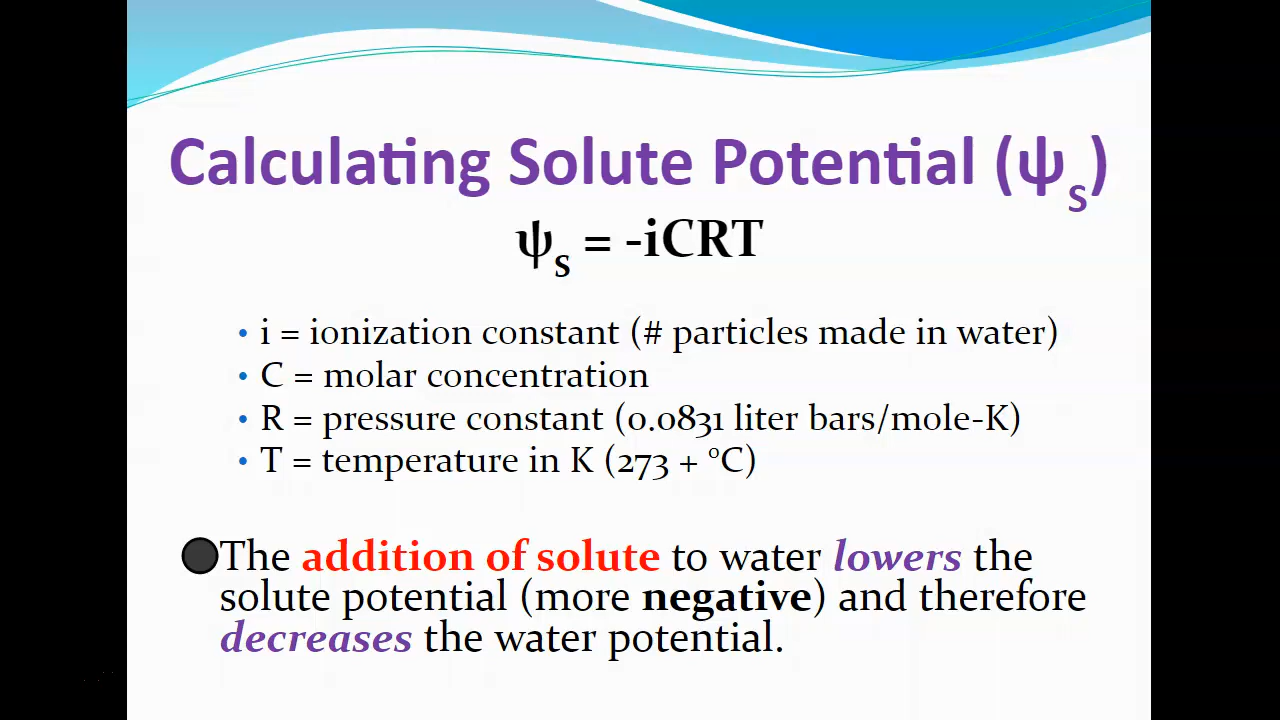 Calculating Solute Potential (ψs)
ψs = -iCRT
• i = ionization constant (# particles made in water)
• C = molar concentration
• R = pressure constant (0.0831 liter bars/mole-K)
• T = temperature in K (273 + °C)
The addition of solute to water lowers the
solute potential (more negative) and therefore
decreases the water potential.